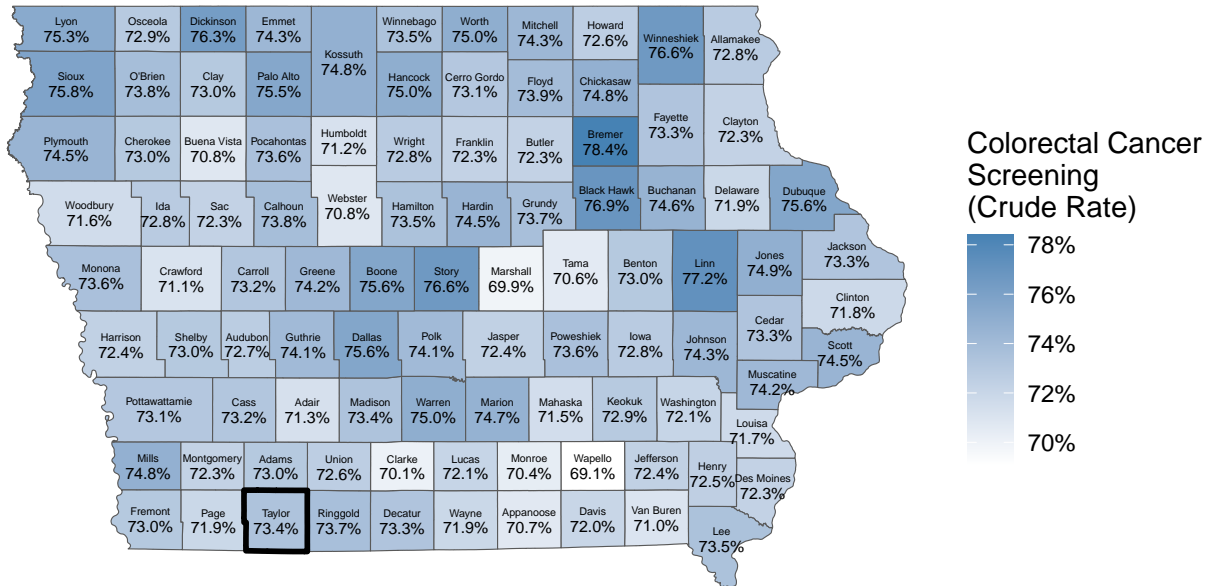 Lyon
75.3%
Osceola
72.9%
Dickinson
76.3%
Emmet
74.3%
Kossuth
74.8%
Winnebago
73.5%
Worth
75.0%
Mitchell
74.3%
Howard
72.6%
Winneshiek
76.6%
Allamakee
72.8%
Sioux
75.8%
O'Brien
73.8%
Clay
73.0%
Palo Alto
75.5%
Hancock
75.0%
Cerro Gordo
73.1%
Floyd
73.9%
Chickasaw
74.8%
Fayette
73.3%
Clayton
72.3%
Plymouth
74.5%
Cherokee
73.0%
Buena Vista
70.8%
Pocahontas
73.6%
Humboldt
71.2%
Wright
72.8%
Franklin
72.3%
Butler
72.3%
Bremer
78.4%
Woodbury
71.6%
Ida
72.8%
Sac
72.3%
Calhoun
73.8%
Webster
70.8%
Hamilton
73.5%
Hardin
74.5%
Grundy
73.7%
Black Hawk
76.9%
Buchanan
74.6%
Delaware
71.9%
Dubuque
75.6%
Monona
73.6%
Crawford
71.1%
Carroll
73.2%
Greene
74.2%
Boone
75.6%
Story
76.6%
Marshall
69.9%
Tama
70.6%
Benton
73.0%
Linn
77.2%
Jones
74.9%
Jackson
73.3%
Clinton
71.8%
Harrison
72.4%
Shelby
73.0%
Audubon
72.7%
Guthrie
74.1%
Dallas
75.6%
Polk
74.1%
Jasper
72.4%
Poweshiek
73.6%
Iowa
72.8%
Johnson
74.3%
Cedar
73.3%
Scott
74.5%
Muscatine
74.2%
Pottawattamie
73.1%
Cass
73.2%
Adair
71.3%
Madison
73.4%
Warren
75.0%
Marion
74.7%
Mahaska
71.5%
Keokuk
72.9%
Washington
72.1%
Louisa
71.7%
Mills
74.8%
Montgomery
72.3%
Adams
73.0%
Union
72.6%
Clarke
70.1%
Lucas
72.1%
Monroe
70.4%
Wapello
69.1%
Jefferson
72.4%
Henry
72.5%
Des Moines
72.3%
Fremont
73.0%
Page
71.9%
Taylor
73.4%
Ringgold
73.7%
Decatur
73.3%
Wayne
71.9%
Appanoose
70.7%
Davis
72.0%
Van Buren
71.0%
Lee
73.5%
Colorectal Cancer
Screening
(Crude Rate)
78%
76%
74%
72%
70%